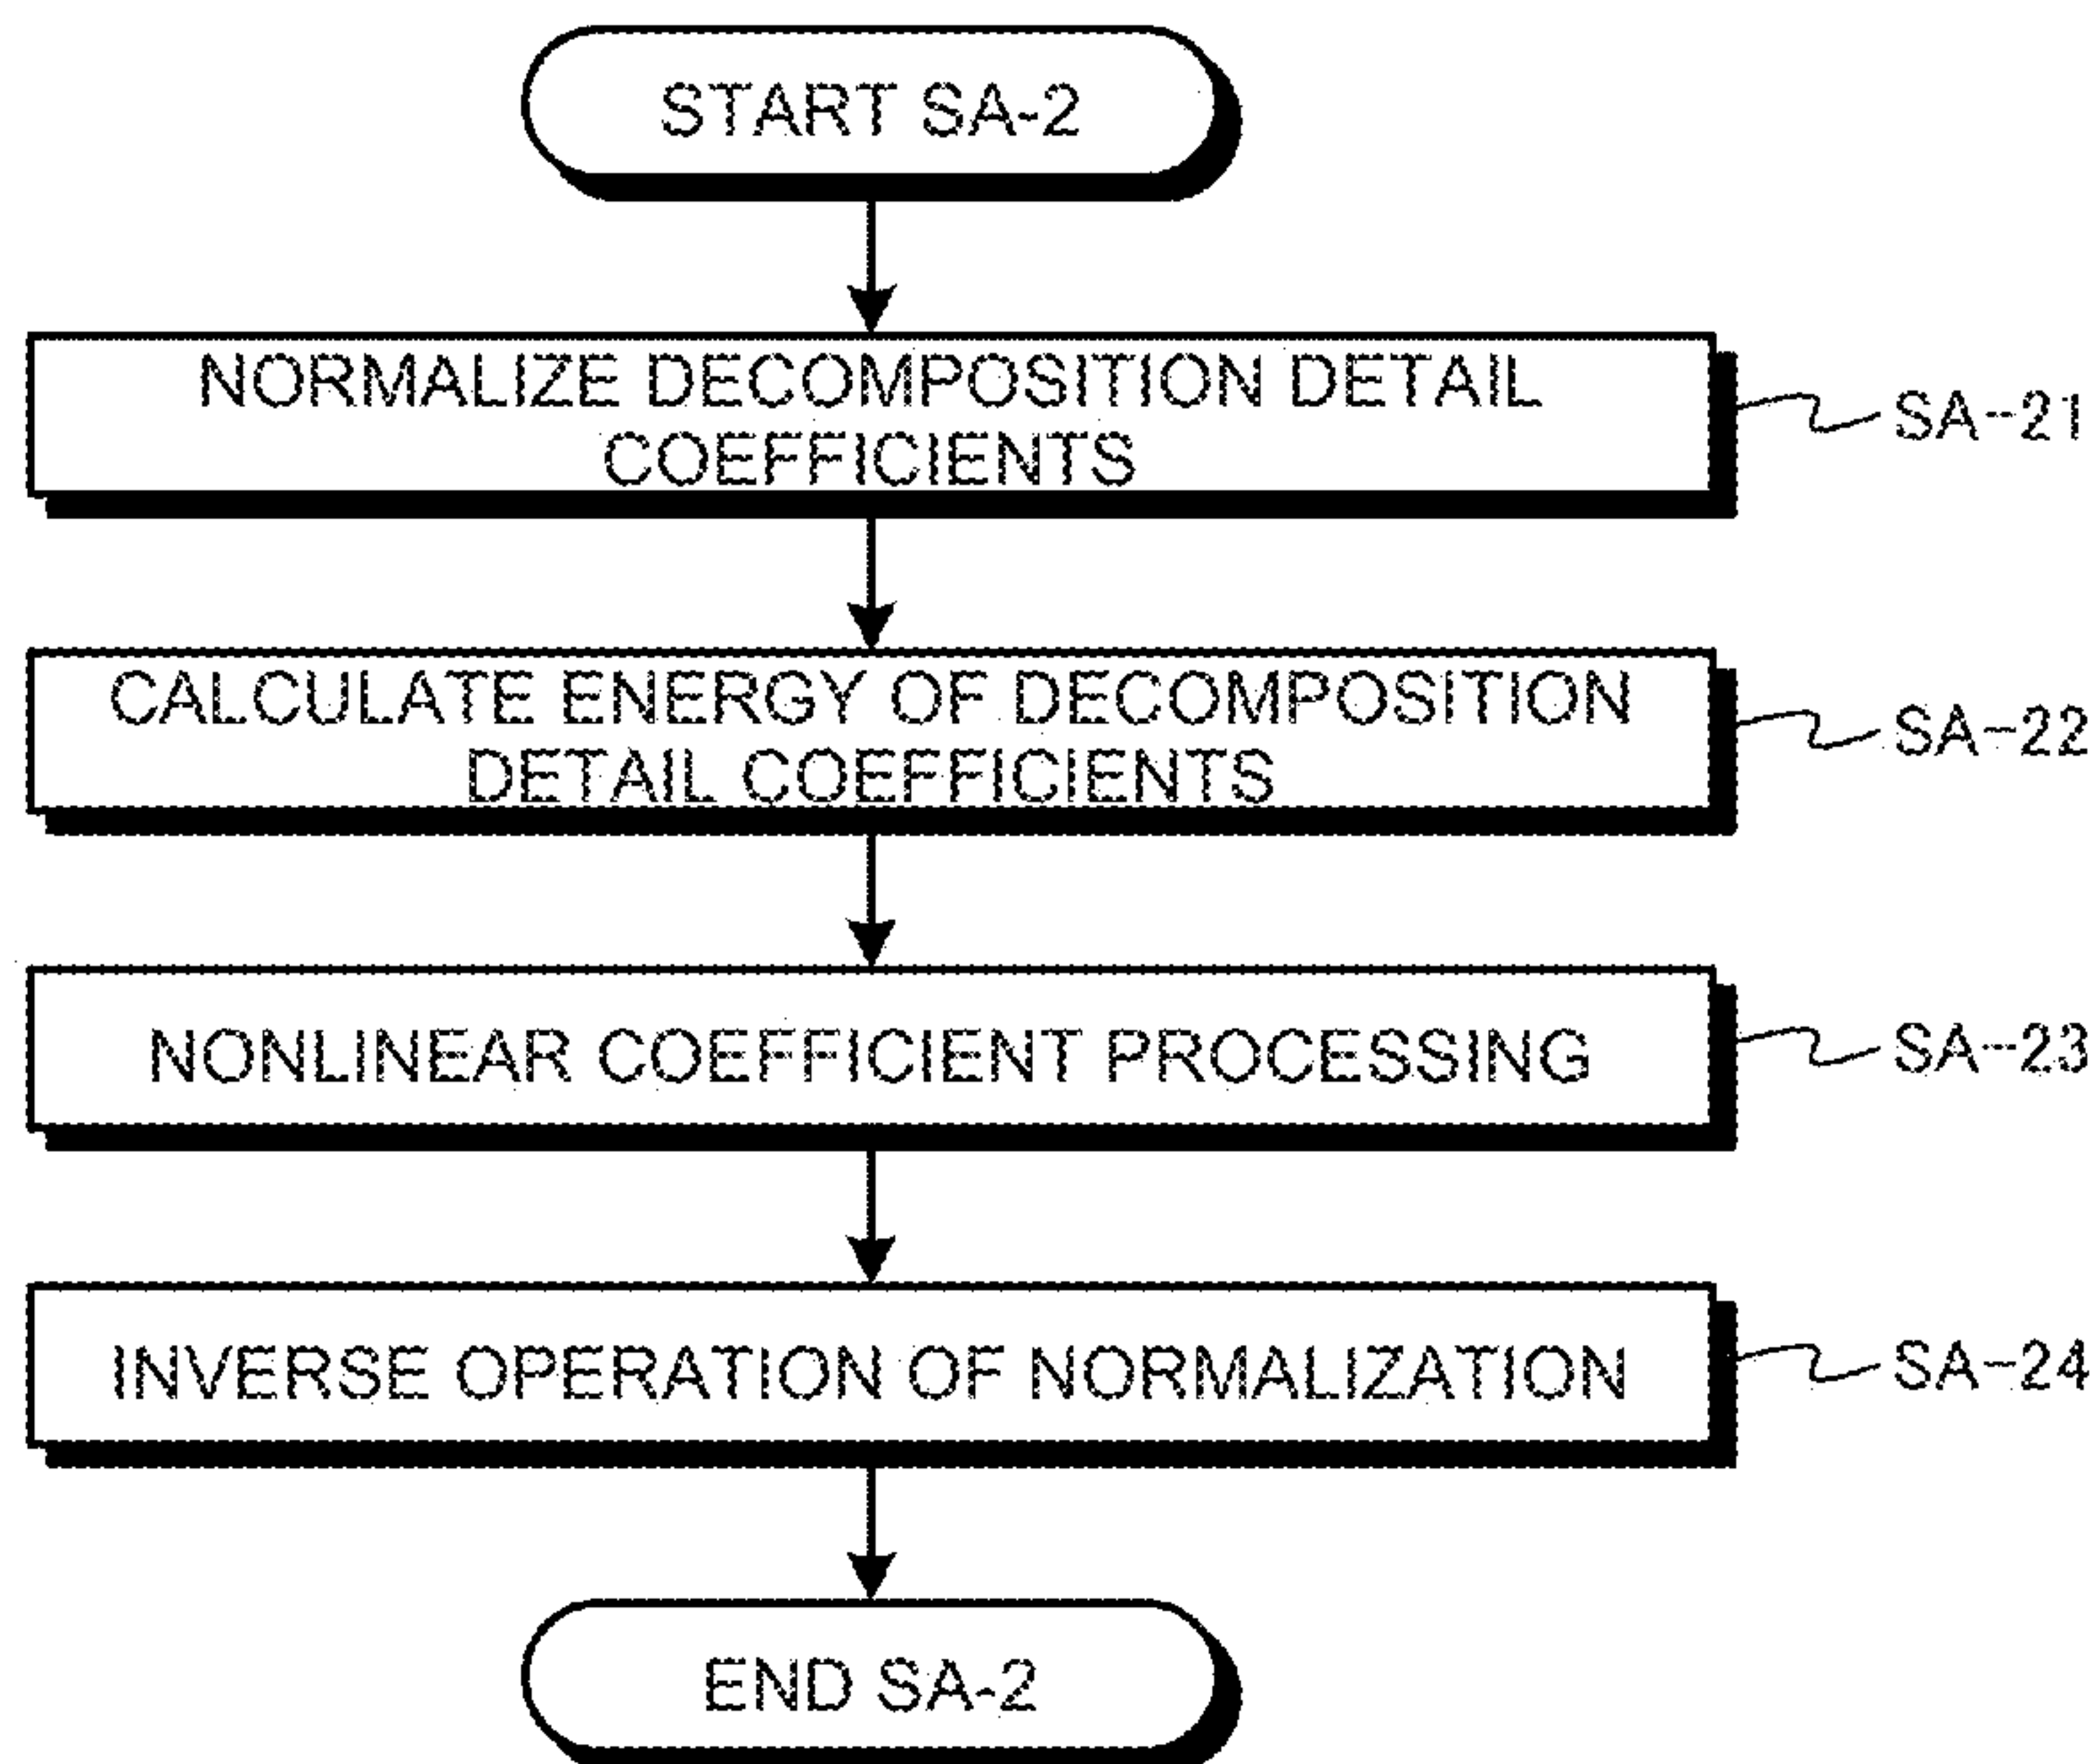 START SA-2
NORMALIZE DECOMPOSITION DETAIL
COEFFICIENTS
SA-21
CALCULATE ENERGY OF DECOMPOSITION
DETAIL COEFFICIENTS
SA-22
NONLINEAR COEFFICIENT PROCESSING
SA-23
INVERSE OPERATION OF NORMALIZATION
SA-24
END SA-2